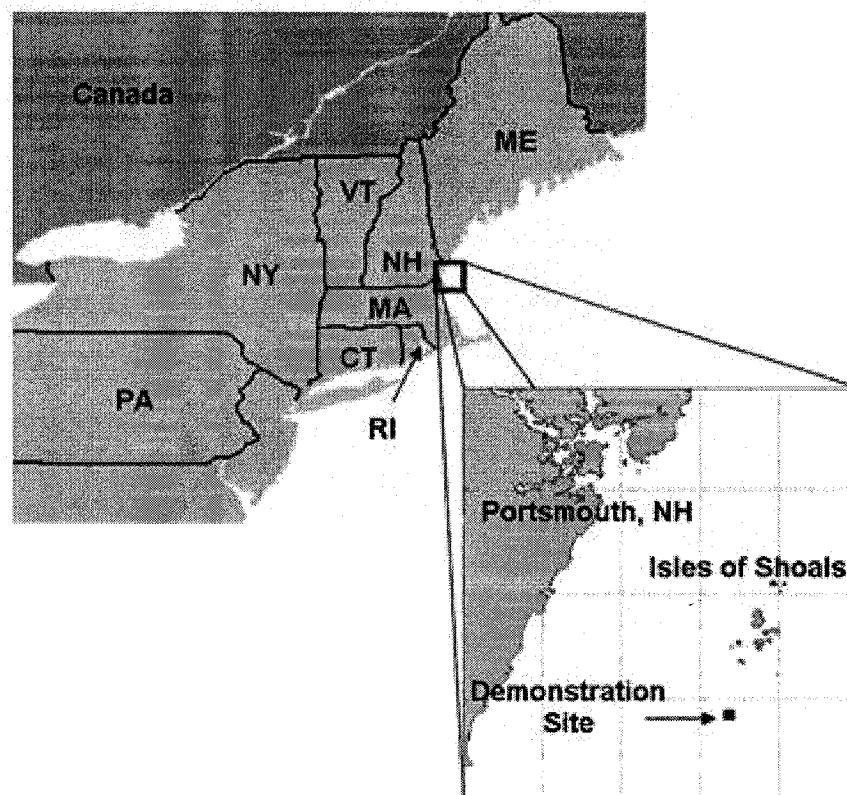 Canada
ME
VT
NY
NH
MA
CT
PA
RI
Portsmouth, NH
Isles of Shoals
Demonstration
Site